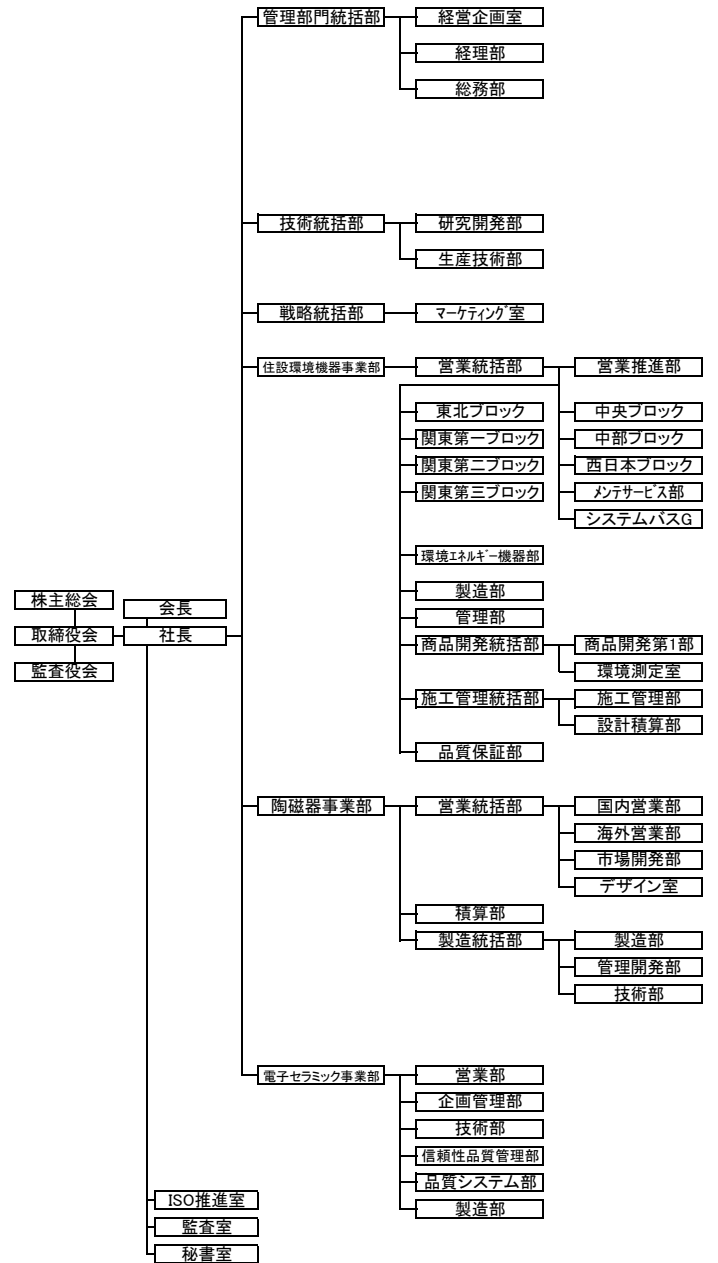 管理部門統括部
経営企画室
経理部
総務部
技術統括部
研究開発部
生産技術部
戦略統括部
マーケティング室
住設環境機器事業部
営業統括部
営業推進部
東北ブロック
中央ブロック
関東第一ブロック
中部ブロック
関東第二ブロック
西日本ブロック
関東第三ブロック
メンテサービス部
システムバスG
環境エネルギー機器部
製造部
管理部
商品開発統括部
商品開発第1部
環境測定室
施工管理統括部
施工管理部
設計積算部
品質保証部
株主総会
会長
取締役会
社長
監査役会
陶磁器事業部
営業統括部
国内営業部
海外営業部
市場開発部
デザイン室
積算部
製造統括部
製造部
管理開発部
技術部
電子セラミック事業部
営業部
企画管理部
技術部
信頼性品質管理部
品質システム部
製造部
ISO推進室
監査室
秘書室